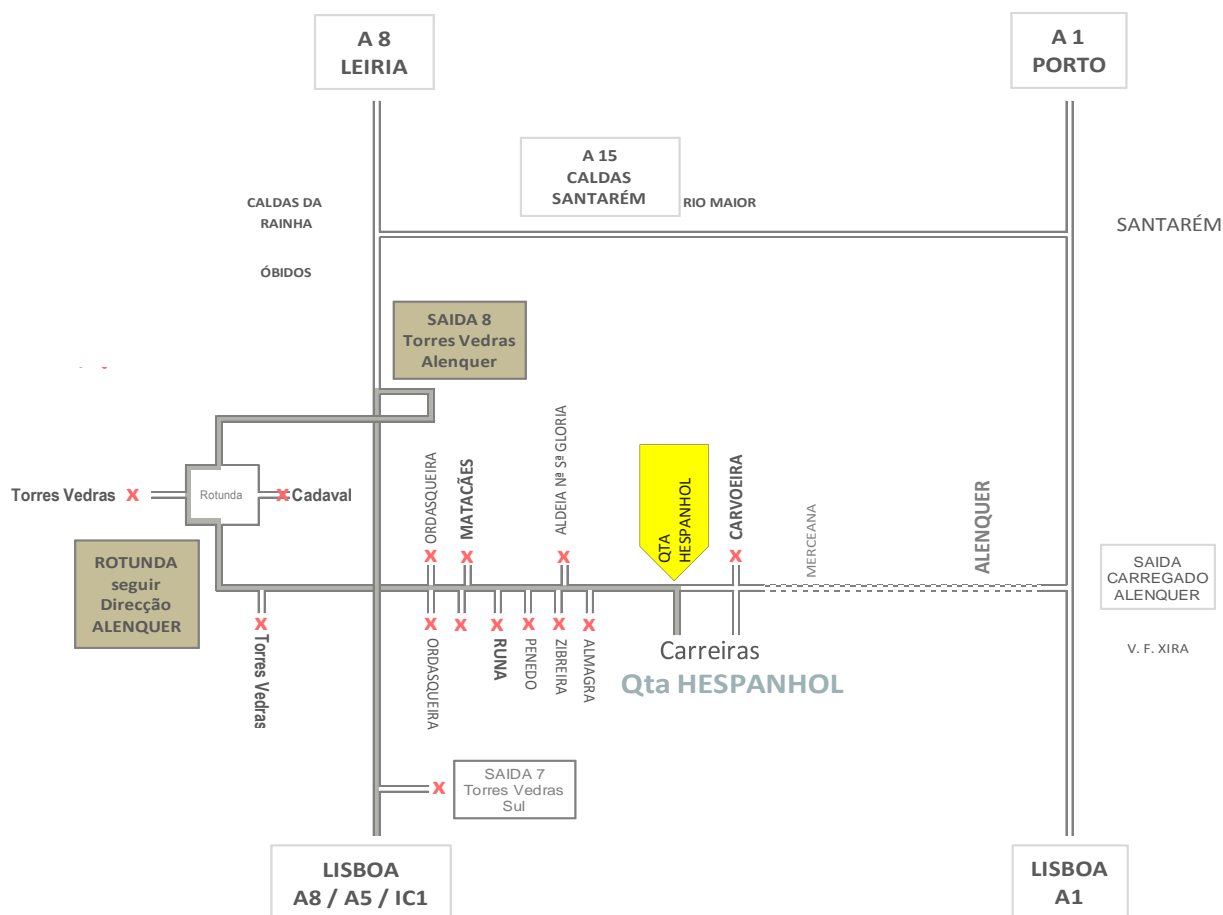 A 8
LEIRIA
A 1
PORTO
A 15
CALDAS
SANTARÉM
RIO MAIOR
CALDAS DA
RAINHA
SANTARÉM
ÓBIDOS
SAIDA 8
Torres Vedras
Alenquer
ORDASQUEIRA
MATACÃES
ALDEIA Nª Sª GLORIA
QTA
HESPANHOL
CARVOEIRA
MERCEANA
ALENQUER
Torres Vedras X
Rotunda
X Cadaval
X
X
X
X
ROTUNDA
seguir
Direcção
ALENQUER
SAIDA
CARREGADO
ALENQUER
X
X
X
X
X
X
X
Torres Vedras
ORDASQUEIRA
RUNA
PENEDO
ZIBREIRA
ALMAGRA
Carreiras
Qta HESPANHOL
V. F. XIRA
X
SAIDA 7
Torres Vedras
Sul
LISBOA
A8 / A5 / IC1
LISBOA
A1